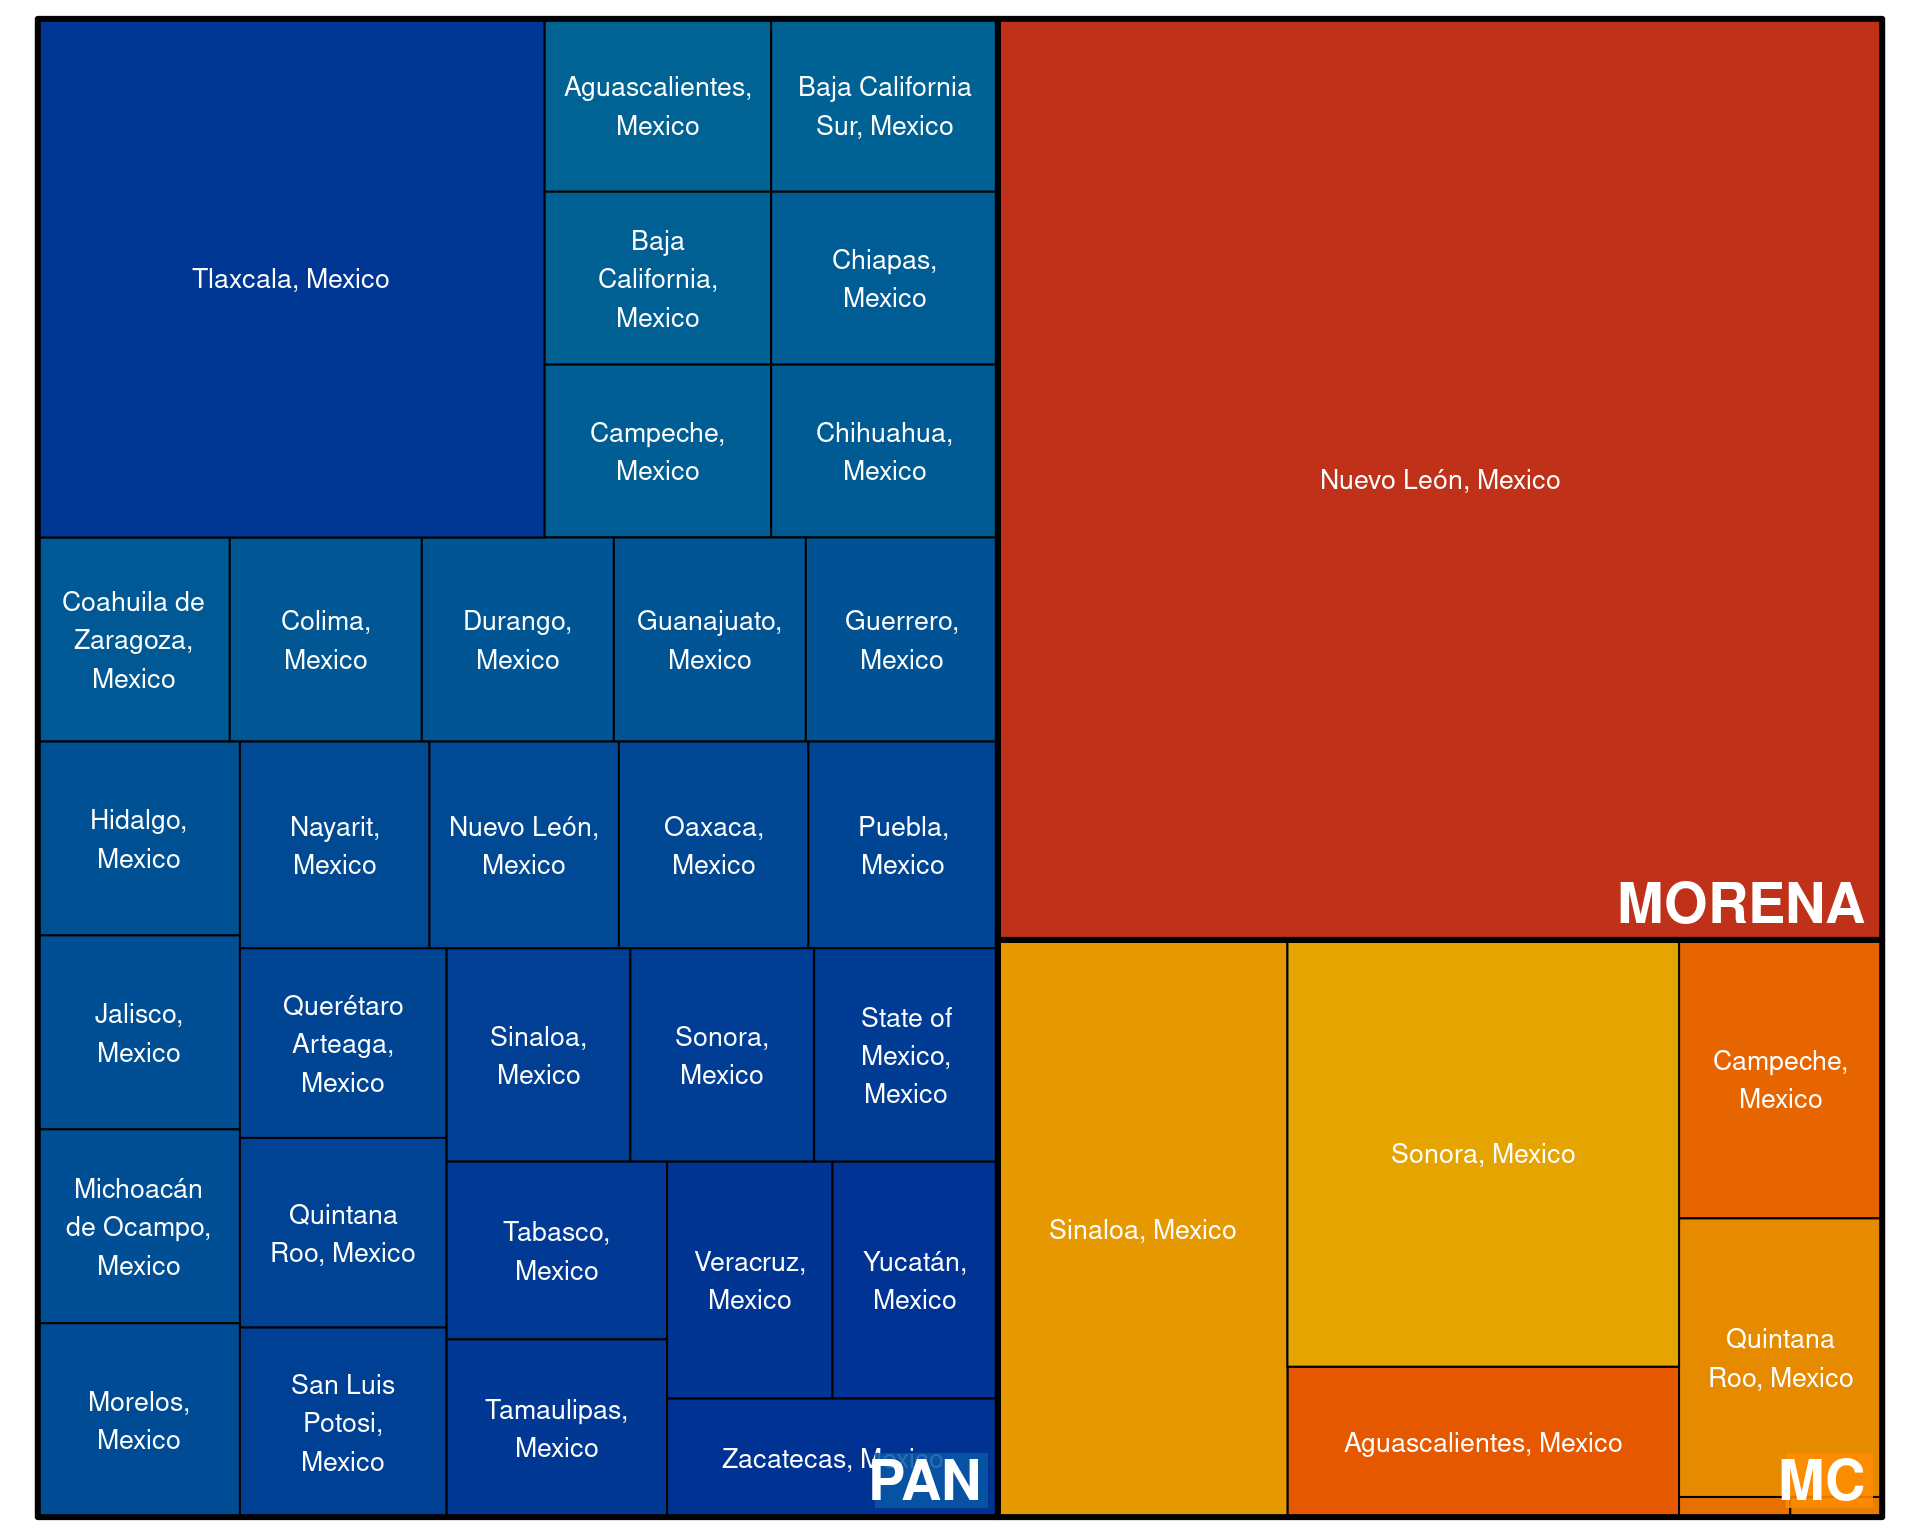 Tlaxcala, Mexico
Aguascalientes,
Mexico
Baja California
Sur, Mexico
Baja
California,
Mexico
Chiapas,
Mexico
Campeche,
Mexico
Chihuahua,
Mexico
Coahuila de
Zaragoza,
Mexico
Colima,
Mexico
Durango,
Mexico
Guanajuato,
Mexico
Guerrero,
Mexico
Hidalgo,
Mexico
Nayarit,
Mexico
Nuevo León,
Mexico
Oaxaca,
Mexico
Puebla,
Mexico
Jalisco,
Mexico
Querétaro
Arteaga,
Mexico
Sinaloa,
Mexico
Sonora,
Mexico
State of
Mexico,
Mexico
Michoacán
de Ocampo,
Mexico
Quintana
Roo, Mexico
Tabasco,
Mexico
Veracruz,
Mexico
Yucatán,
Mexico
Morelos,
Mexico
San Luis
Potosi,
Mexico
Tamaulipas,
Mexico
Zacatecas, Mexico
PAN
Nuevo León, Mexico
MORENA
Sinaloa, Mexico
Sonora, Mexico
Campeche,
Mexico
Quintana
Roo, Mexico
Aguascalientes, Mexico
MC